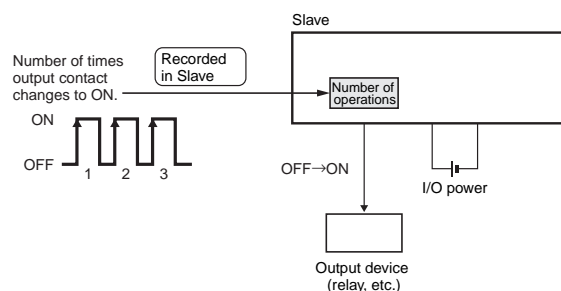 Slave
Number of times
output contact
changes to ON.
Recorded
in Slave
Number of
operations
ON
OFF
1 2 3
OFF→ON
I/O power
Output device
(relay, etc.)